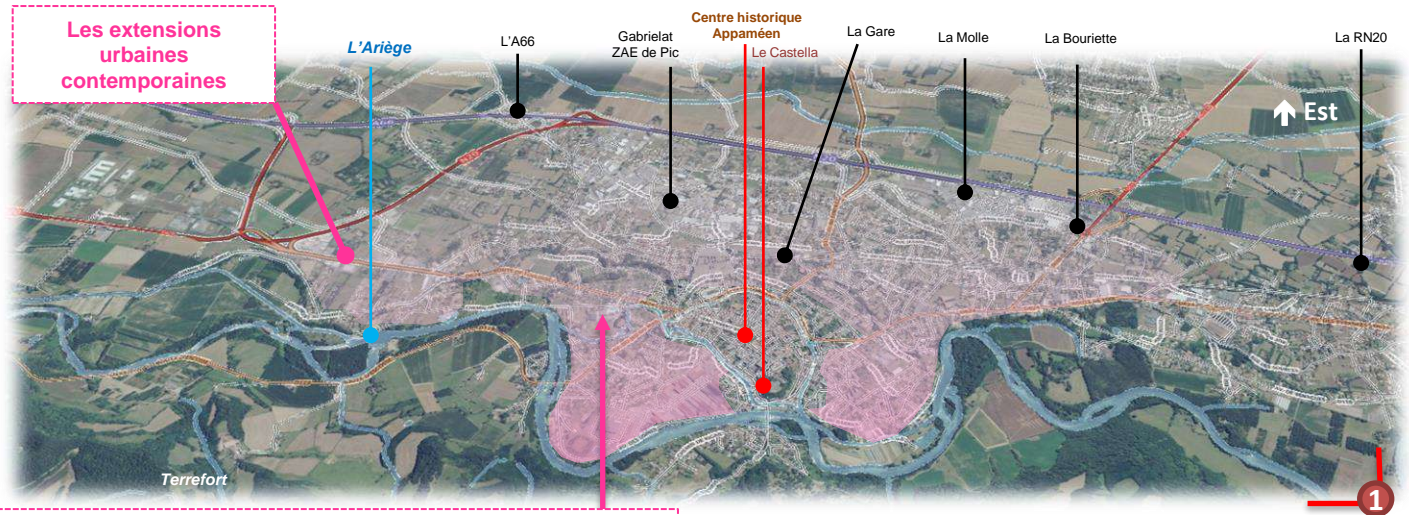 Les extensions
urbaines
contemporaines
L'Ariège
L'A66
Gabrielat
ZAE de Pic
Centre historique
Appaméen
Le Castella
La Gare
La Molle
La Bouriette
La RN20
Est
Terrefort
1